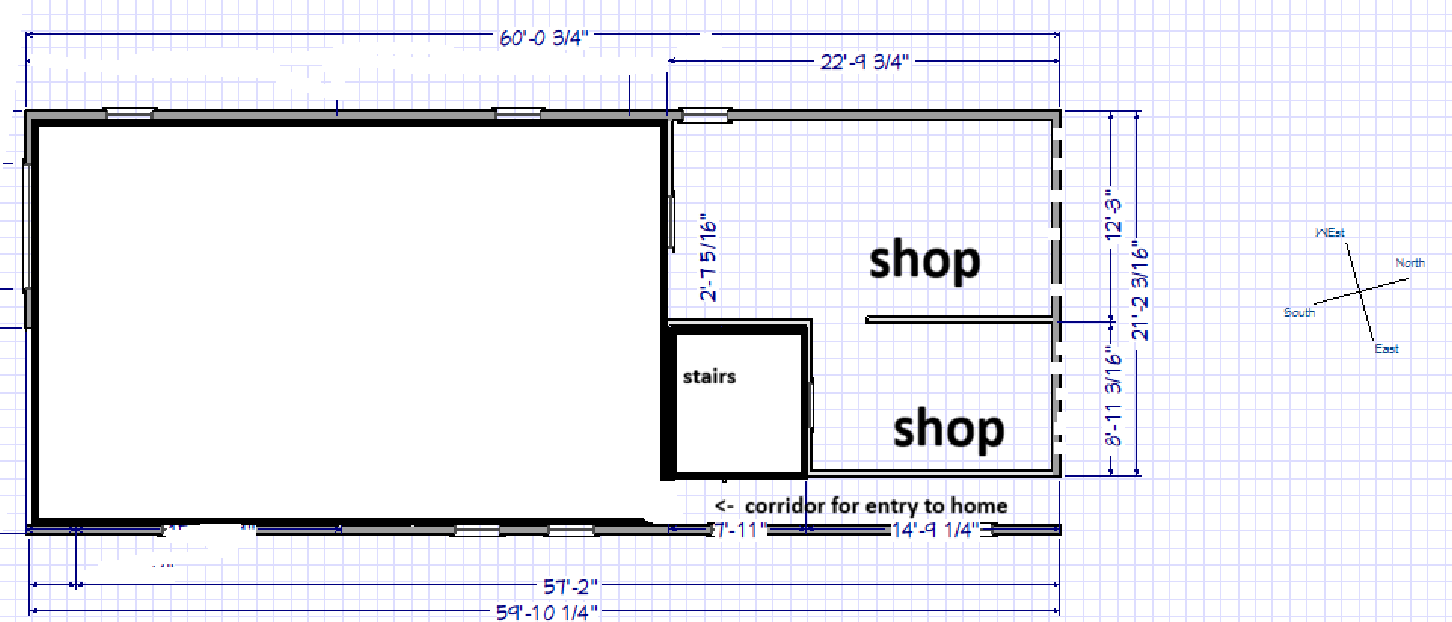 60'-0 3/4"
22'-9 3/4"
2'-7 5/16"
shop
12'-3"
21'-2 3/16"
WEst
North
South
East
stairs
shop
8'-11 3/16"
<- corridor for entry to home
7'-11"
14'-9 1/4"
57'-2"
59'-10 1/4"